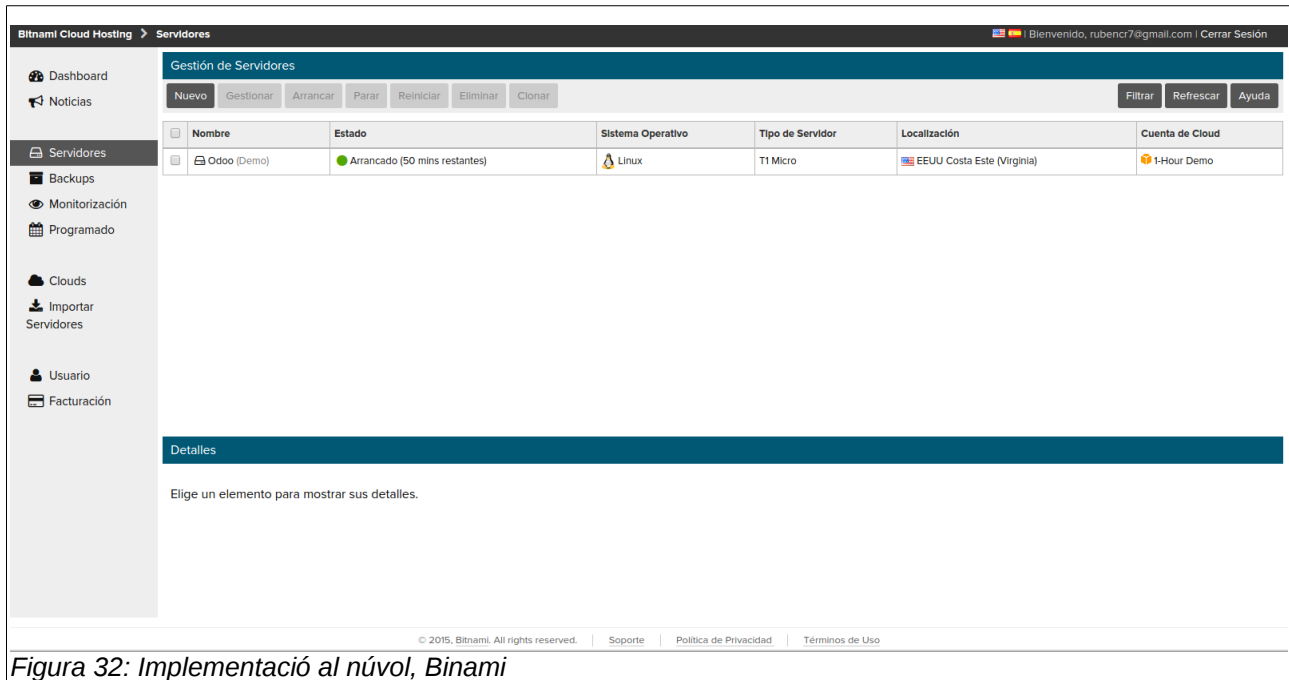 Bitnami Cloud Hosting > Servidores | Bienvenido, rubencr7@gmail.com | Cerrar Sesión
Dashboard
Noticias
Servidores
Backups
Monitorización
Programado
Clouds
Importar
Servidores
Usuario
Facturación
Gestión de Servidores
Nuevo Gestionar Arrancar Parar Reiniciar Eliminar Clonar Filtrar Refrescar Ayuda
Nombre Estado Sistema Operativo Tipo de Servidor Localización Cuenta de Cloud
Odoo (Demo) Arrancado (50 mins restantes) Linux T1 Micro EEUU Costa Este (Virginia) 1-Hour Demo
Detalles
Elige un elemento para mostrar sus detalles.
© 2015, Bitnami. All rights reserved. | Soporte | Política de Privacidad | Términos de Uso
Figura 32: Implementació al núvol, Binami